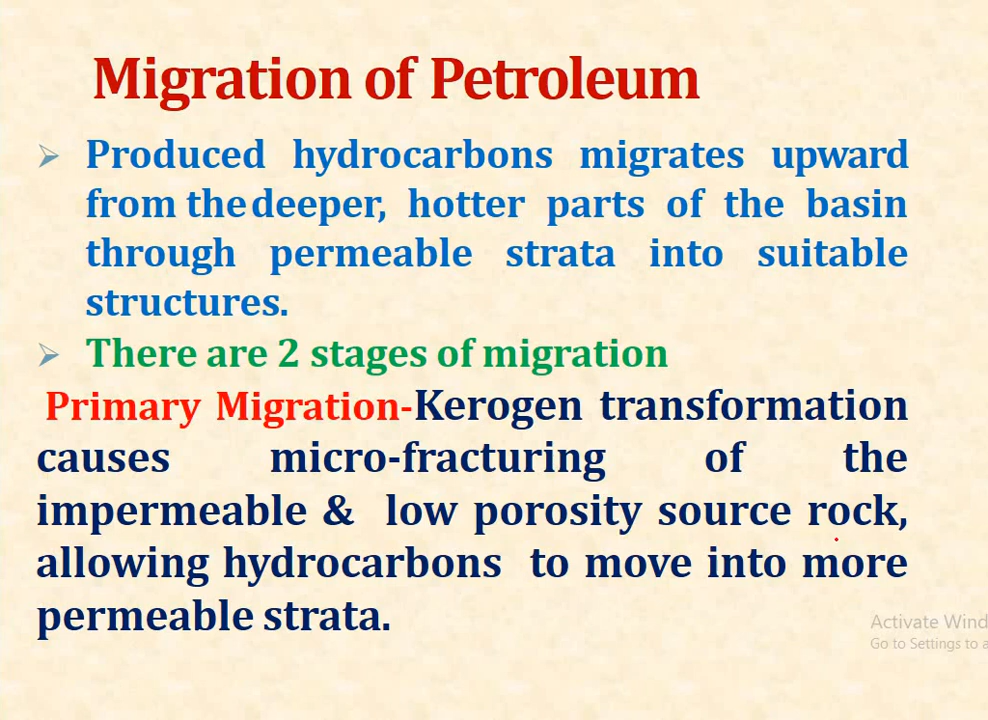 Migration of Petroleum
Produced hydrocarbons migrates upward
from the deeper, hotter parts of the basin
through permeable strata into suitable
structures.
There are 2 stages of migration
Primary Migration-Kerogen transformation
causes micro-fracturing of the
impermeable & low porosity source rock,
allowing hydrocarbons to move into more
permeable strata.
Activate Wind
Go to Settings to a